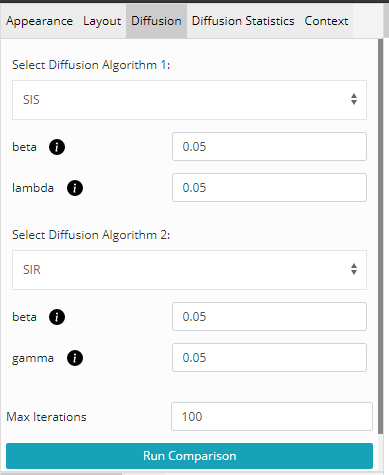 Appearance Layout Diffusion Diffusion Statistics Context
Select Diffusion Algorithm 1:
SIS
beta i 0.05
lambda i 0.05
Select Diffusion Algorithm 2:
SIR
beta i 0.05
gamma i 0.05
Max Iterations 100
Run Comparison